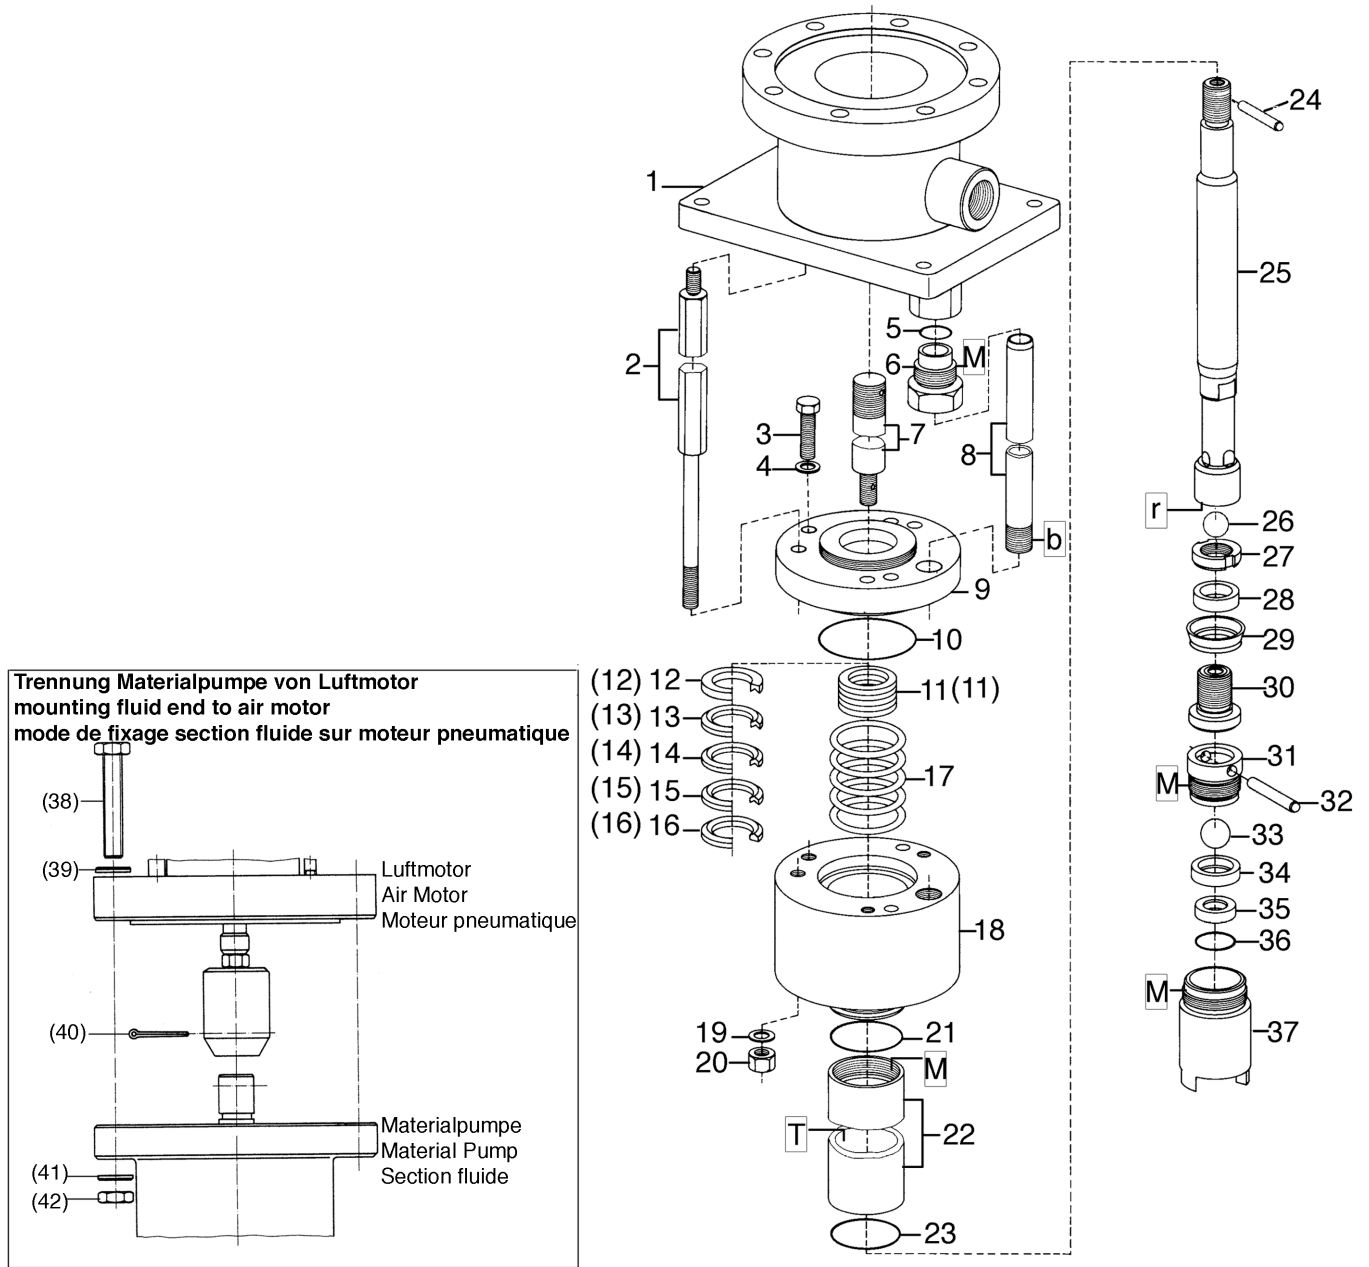 1
24
25
2
5
6 M
3
7
4
8
b
r
26
27
9
28
10
29
(12) 12
11(11)
30
(13) 13
(14) 14
31
17
M
(15) 15
32
(16) 16
33
34
35
18
36
M
19
21
37
20
M
T
22
23
Trennung Materialpumpe von Luftmotor
mounting fluid end to air motor
mode de fixage section fluide sur moteur pneumatique
(38)
(39)
Luftmotor
Air Motor
Moteur pneumatique
(40)
Materialpumpe
Material Pump
Section fluide
(41)
(42)